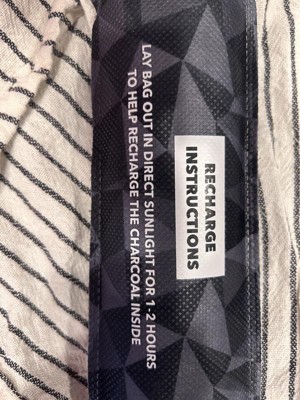 RECHARGE
INSTRUCTIONS
LAY BAG OUT IN DIRECT SUNLIGHT FOR 1-2 HOURS
TO HELP RECHARGE THE CHARCOAL INSIDE